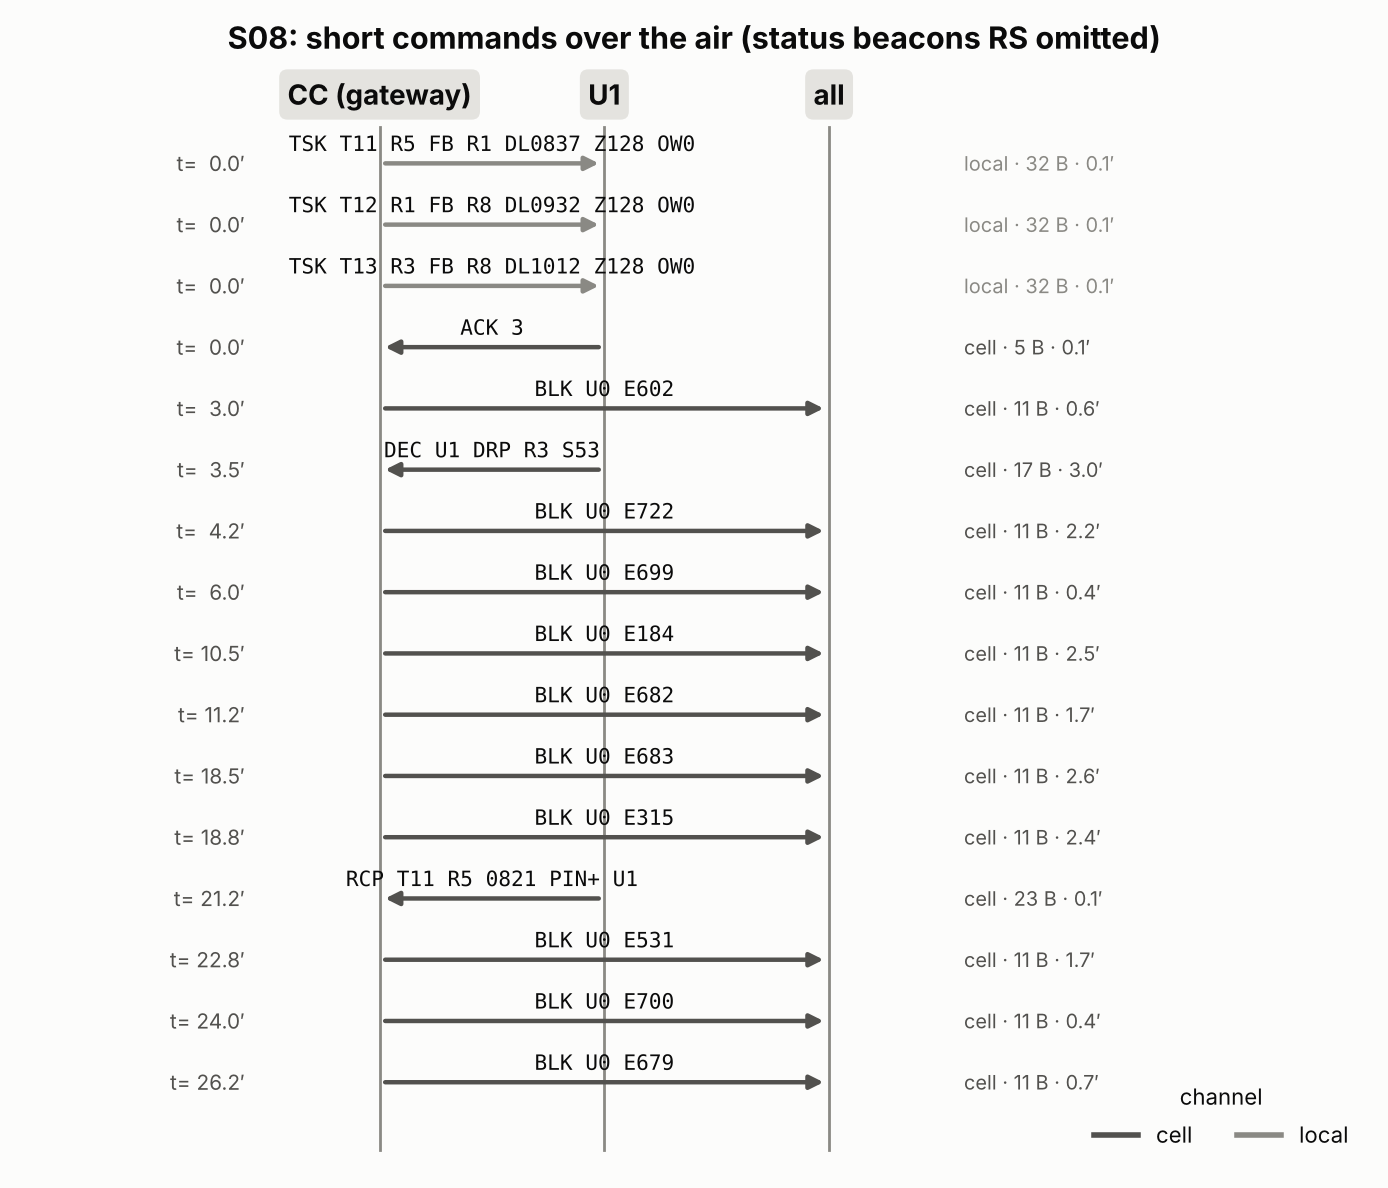 S08: short commands over the air (status beacons RS omitted)
CC (gateway) U1 all
TSK T11 R5 FB R1 DL0837 Z128 OW0
t= 0.0′ local · 32 B · 0.1′
TSK T12 R1 FB R8 DL0932 Z128 OW0
t= 0.0′ local · 32 B · 0.1′
TSK T13 R3 FB R8 DL1012 Z128 OW0
t= 0.0′ local · 32 B · 0.1′
ACK 3
t= 0.0′ cell · 5 B · 0.1′
BLK U0 E602
t= 3.0′ cell · 11 B · 0.6′
DEC U1 DRP R3 S53
t= 3.5′ cell · 17 B · 3.0′
BLK U0 E722
t= 4.2′ cell · 11 B · 2.2′
BLK U0 E699
t= 6.0′ cell · 11 B · 0.4′
BLK U0 E184
t= 10.5′ cell · 11 B · 2.5′
BLK U0 E682
t= 11.2′ cell · 11 B · 1.7′
BLK U0 E683
t= 18.5′ cell · 11 B · 2.6′
BLK U0 E315
t= 18.8′ cell · 11 B · 2.4′
RCP T11 R5 0821 PIN+ U1
t= 21.2′ cell · 23 B · 0.1′
BLK U0 E531
t= 22.8′ cell · 11 B · 1.7′
BLK U0 E700
t= 24.0′ cell · 11 B · 0.4′
BLK U0 E679
t= 26.2′ cell · 11 B · 0.7′
channel
cell local